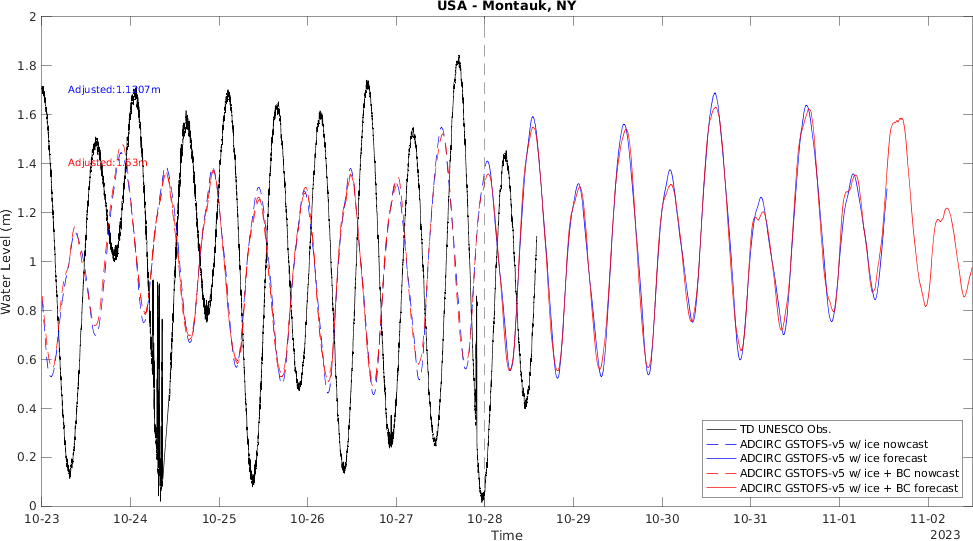 USA - Montauk, NY
2
1.8
1.6
1.4
1.2
1
0.8
0.6
0.4
0.2
0
Water Level (m)
Adjusted:1.1207m
Adjusted:1.63m
TD UNESCO Obs.
ADCIRC GSTOFS-v5 w/ ice nowcast
ADCIRC GSTOFS-v5 w/ ice forecast
ADCIRC GSTOFS-v5 w/ ice + BC nowcast
ADCIRC GSTOFS-v5 w/ ice + BC forecast
10-23 10-24 10-25 10-26 10-27 10-28 10-29 10-30 10-31 11-01 11-02
Time
2023